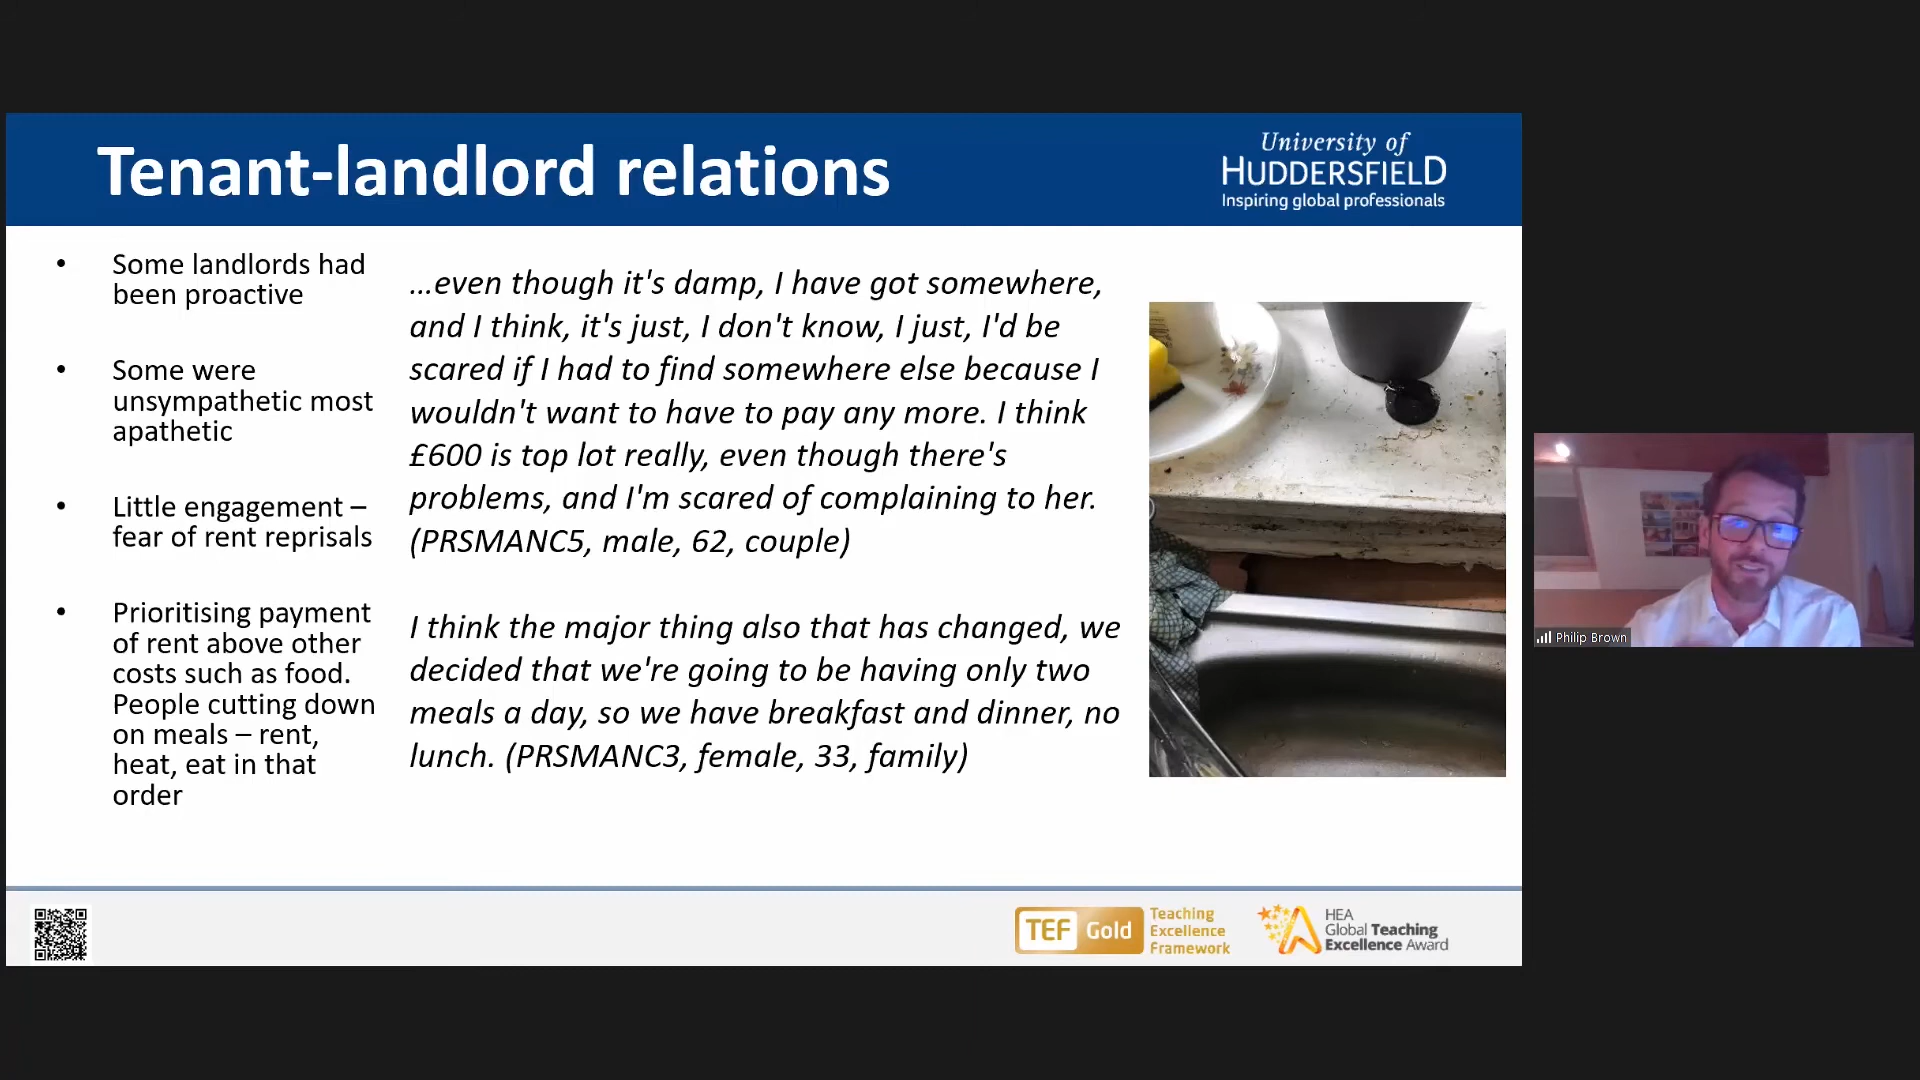 Tenant-landlord relations
University of
HUDDERSFIELD
Inspiring global professionals
• Some landlords had
been proactive
• Some were
unsympathetic most
apathetic
• Little engagement –
fear of rent reprisals
• Prioritising payment
of rent above other
costs such as food.
People cutting down
on meals – rent,
heat, eat in that
order
…even though it's damp, I have got somewhere,
and I think, it's just, I don't know, I just, I'd be
scared if I had to find somewhere else because I
wouldn't want to have to pay any more. I think
£600 is top lot really, even though there's
problems, and I'm scared of complaining to her.
(PRSMANC5, male, 62, couple)
I think the major thing also that has changed, we
decided that we're going to be having only two
meals a day, so we have breakfast and dinner, no
lunch. (PRSMANC3, female, 33, family)
Philip Brown
TEF Gold
Teaching
Excellence
Framework
HEA
Global Teaching
Excellence Award